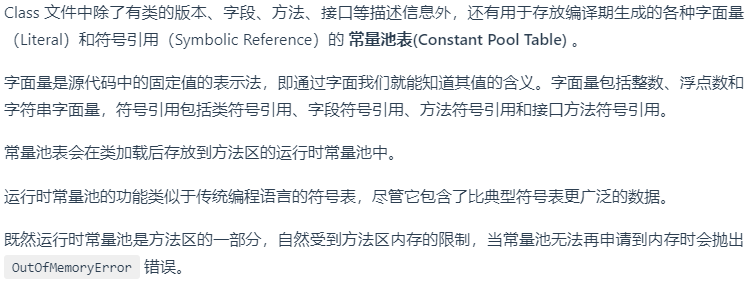 Class 文件中除了有类的版本、字段、方法、接口等描述信息外，还有用于存放编译期生成的各种字面量
（Literal）和符号引用（Symbolic Reference）的 常量池表(Constant Pool Table) 。
字面量是源代码中的固定值的表示法，即通过字面我们就能知道其值的含义。字面量包括整数、浮点数和
字符串字面量，符号引用包括类符号引用、字段符号引用、方法符号引用和接口方法符号引用。
常量池表会在类加载后存放到方法区的运行时常量池中。
运行时常量池的功能类似于传统编程语言的符号表，尽管它包含了比典型符号表更广泛的数据。
既然运行时常量池是方法区的一部分，自然受到方法区内存的限制，当常量池无法再申请到内存时会抛出
OutOfMemoryError 错误。